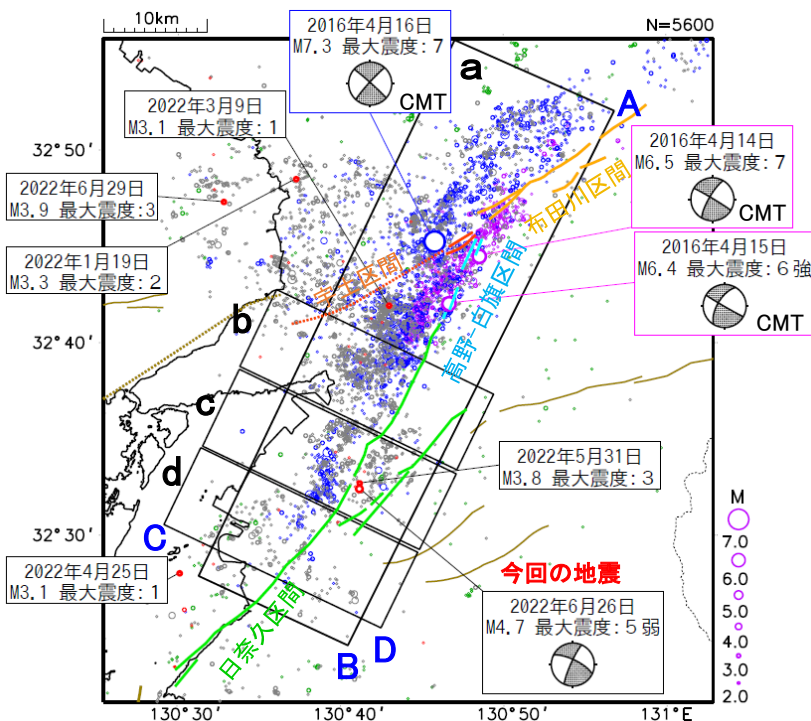 10km
N=5600
2016年4月16日
M7.3 最大震度:7
CMT
a
A
2022年3月9日
M3.1 最大震度:1
2016年4月14日
M6.5 最大震度:7
CMT
32°50′
2022年6月29日
M3.9 最大震度:3
布田川区間
2022年1月19日
M3.3 最大震度:2
宇土区間
2016年4月15日
M6.4 最大震度:6強
CMT
b
高野-白旗区間
32°40′
c
d
2022年5月31日
M3.8 最大震度:3
32°30′
C
M
7.0
6.0
5.0
4.0
3.0
2.0
2022年4月25日
M3.1 最大震度:1
今回の地震
2022年6月26日
M4.7 最大震度:5弱
日奈久区間
B
D
130°30′
130°40′
130°50′
131°E